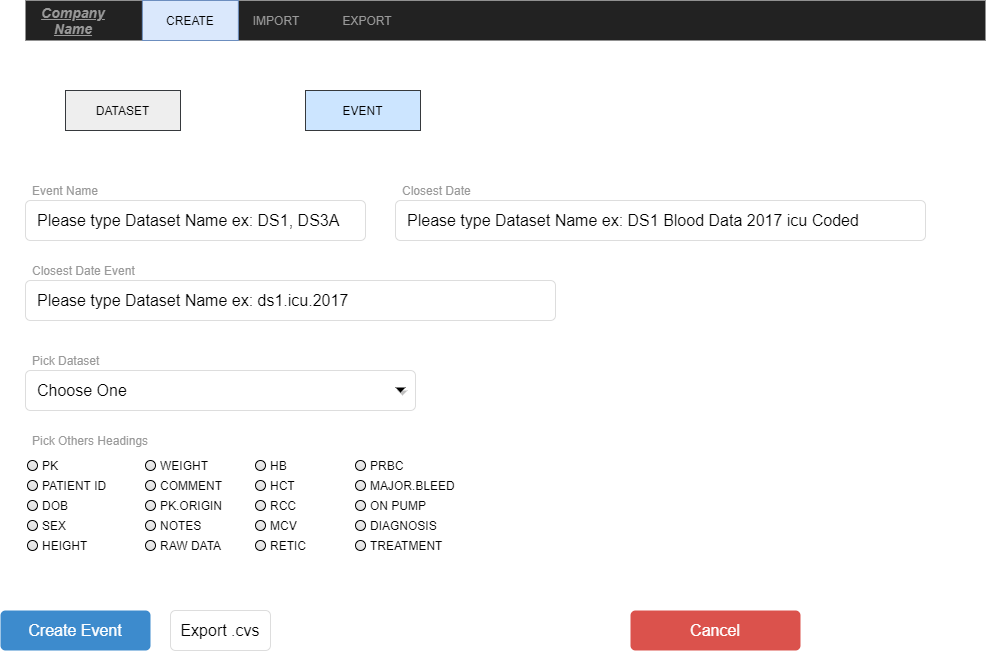 Company
Name
CREATE
IMPORT
EXPORT
DATASET
EVENT
Event Name
Closest Date
Please type Dataset Name ex: DS1, DS3A
Please type Dataset Name ex: DS1 Blood Data 2017 icu Coded
Closest Date Event
Please type Dataset Name ex: ds1.icu.2017
Pick Dataset
Choose One
Pick Others Headings
PK WEIGHT HB PRBC
PATIENT ID COMMENT HCT MAJOR.BLEED
DOB PK.ORIGIN RCC ON PUMP
SEX NOTES MCV DIAGNOSIS
HEIGHT RAW DATA RETIC TREATMENT
Create Event
Export .cvs
Cancel